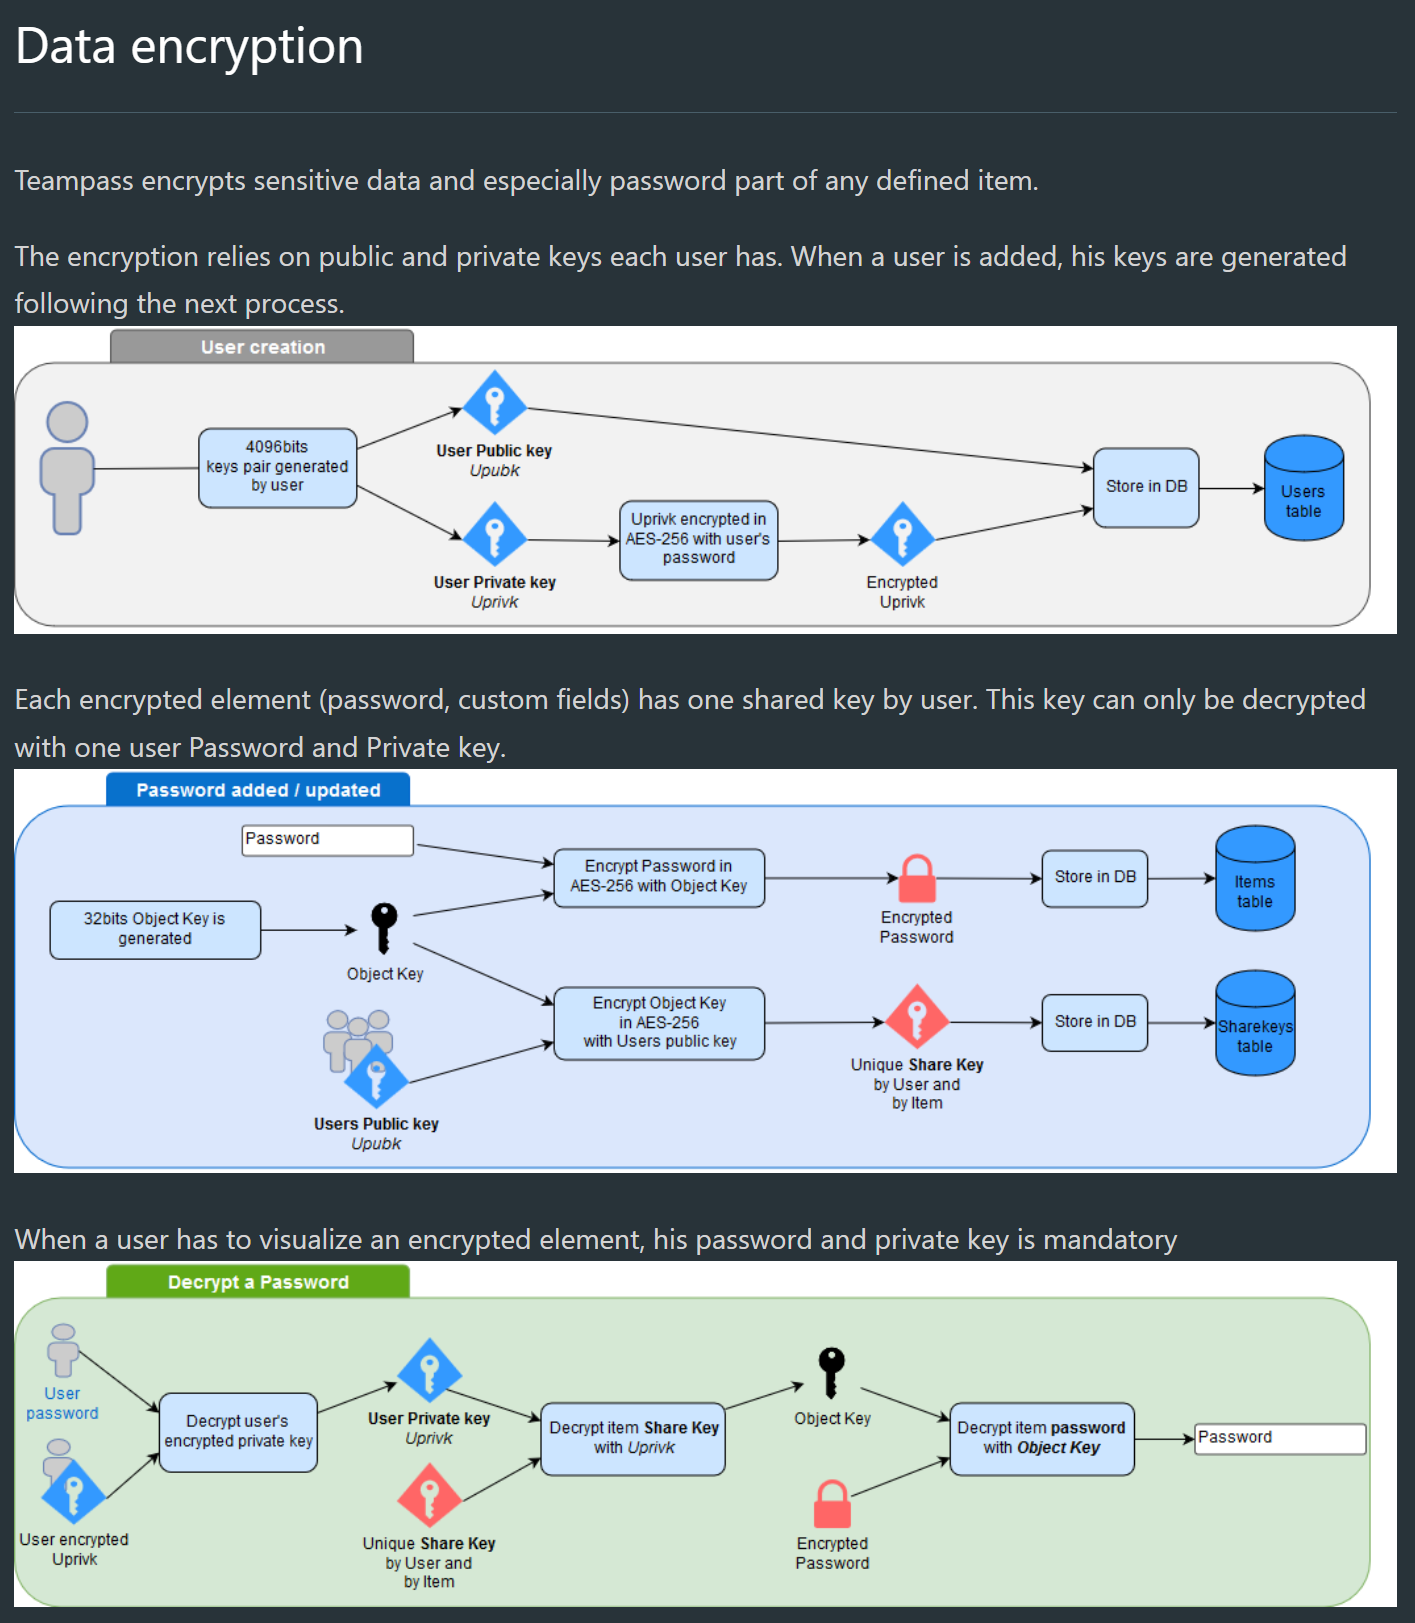 Data encryption
Teampass encrypts sensitive data and especially password part of any defined item.
The encryption relies on public and private keys each user has. When a user is added, his keys are generated
following the next process.
User creation
4096bits
keys pair generated
by user
User Public key
Upubk
User Private key
Uprivk
Uprivk encrypted in
AES-256 with user's
password
Encrypted
Uprivk
Store in DB
Users
table
Each encrypted element (password, custom fields) has one shared key by user. This key can only be decrypted
with one user Password and Private key.
Password added / updated
Password
32bits Object Key is
generated
Object Key
Users Public key
Upubk
Encrypt Password in
AES-256 with Object Key
Encrypted
Password
Store in DB
Items
table
Encrypt Object Key
in AES-256
with Users public key
Unique Share Key
by User and
by Item
Store in DB
Sharekeys
table
When a user has to visualize an encrypted element, his password and private key is mandatory
Decrypt a Password
User
password
User encrypted
Uprivk
Decrypt user's
encrypted private key
User Private key
Uprivk
Unique Share Key
by User and
by Item
Decrypt item Share Key
with Uprivk
Object Key
Encrypted
Password
Decrypt item password
with Object Key
Password